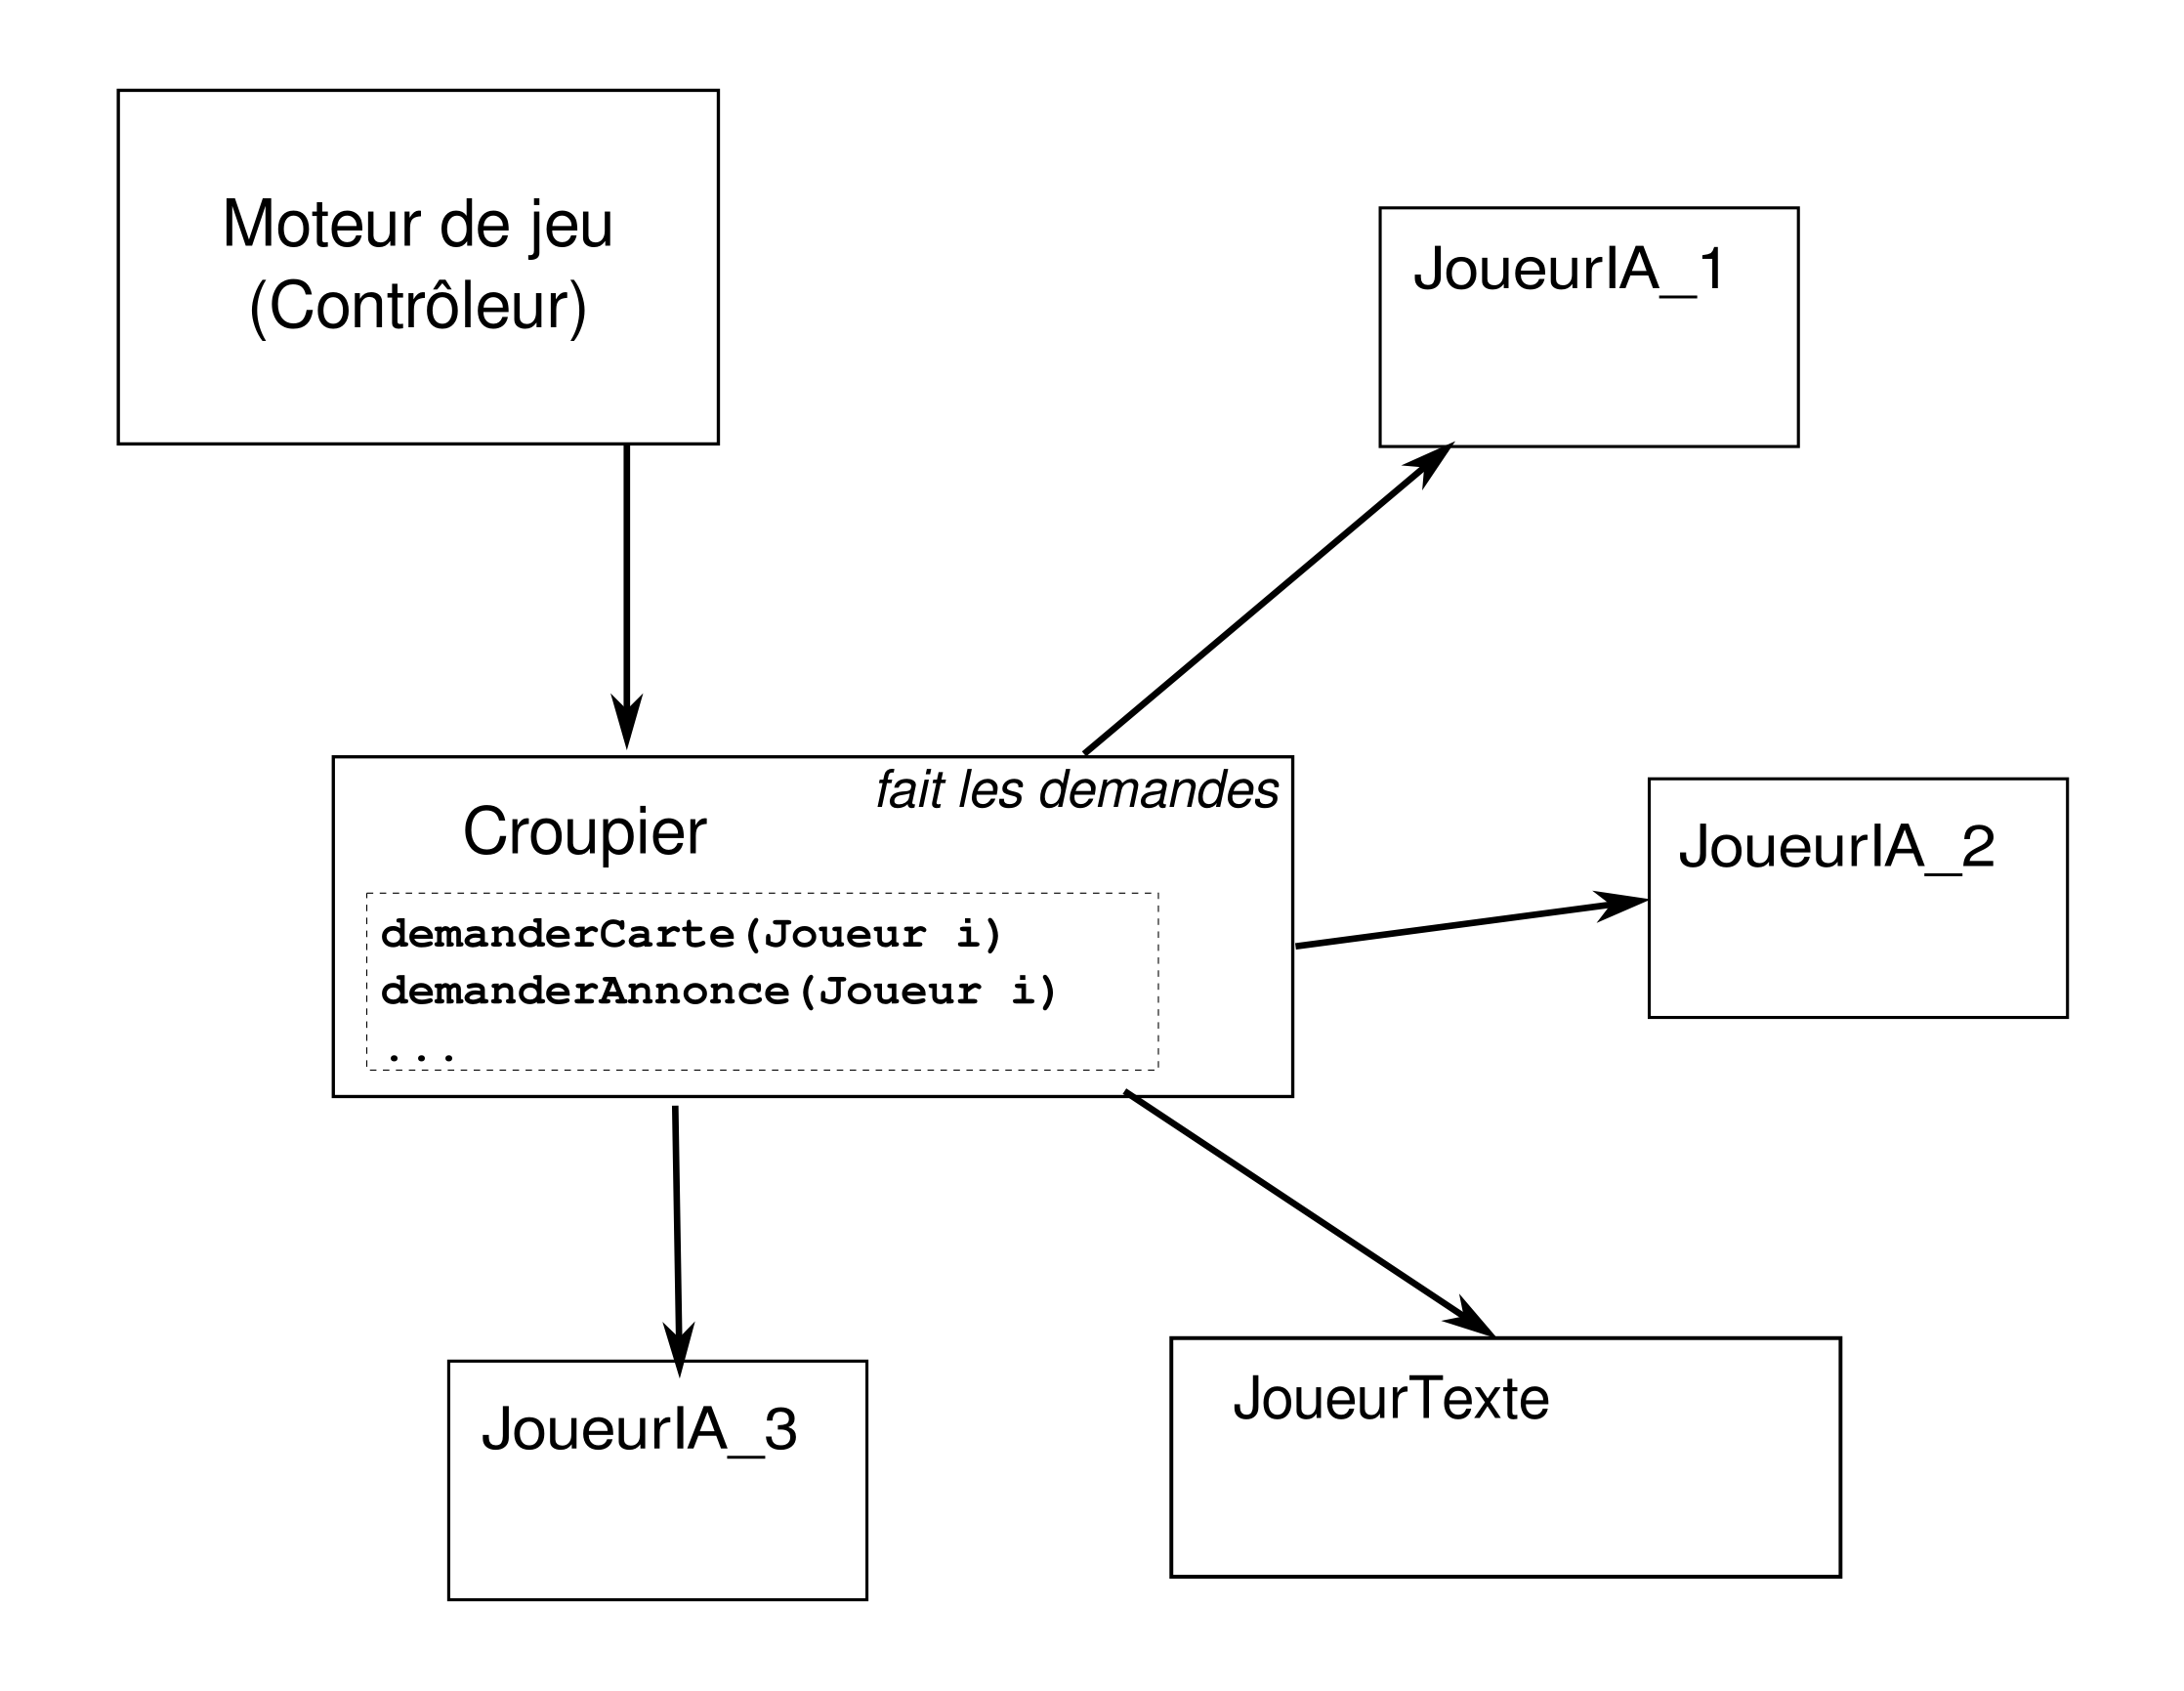 Moteur de jeu
(Contrôleur)
JoueurIA_1
fait les demandes
Croupier
demanderCarte(Joueur i)
demanderAnnonce(Joueur i)
...
JoueurIA_2
JoueurIA_3
JoueurTexte